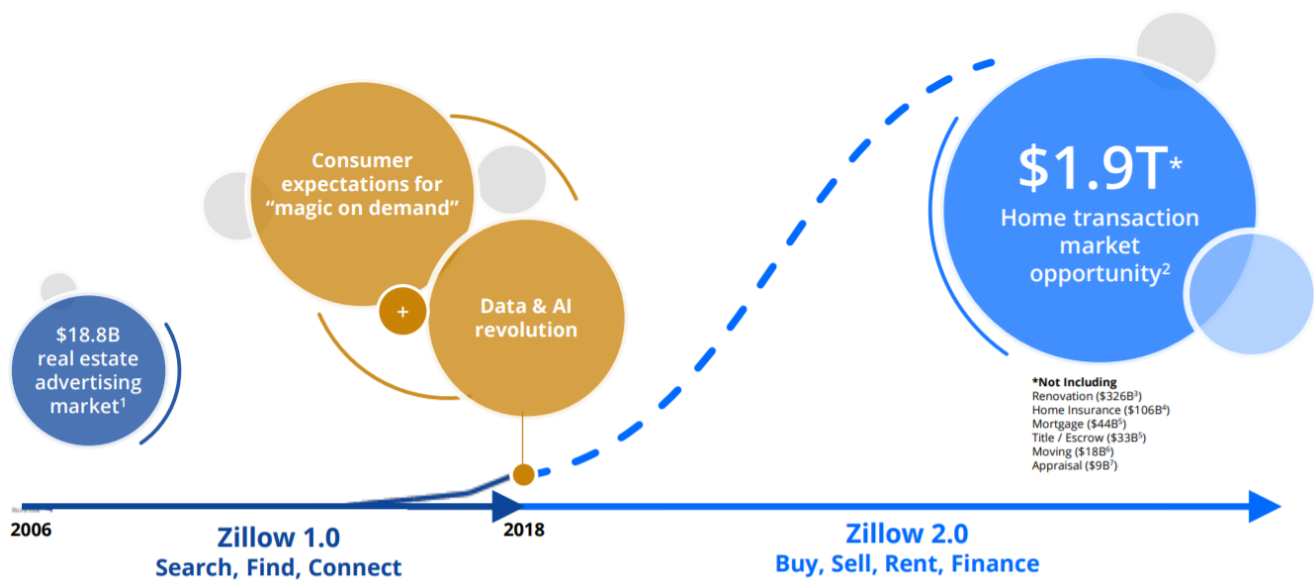 $18.8B
real estate
advertising
market¹
Consumer
expectations for
“magic on demand”
+
Data & AI
revolution
$1.9T*
Home transaction
market
opportunity²
*Not Including
Renovation ($326B³)
Home Insurance ($106B⁴)
Mortgage ($44B⁵)
Title / Escrow ($33B⁵)
Moving ($18B⁶)
Appraisal ($9B⁷)
2006
2018
Zillow 1.0
Search, Find, Connect
Zillow 2.0
Buy, Sell, Rent, Finance